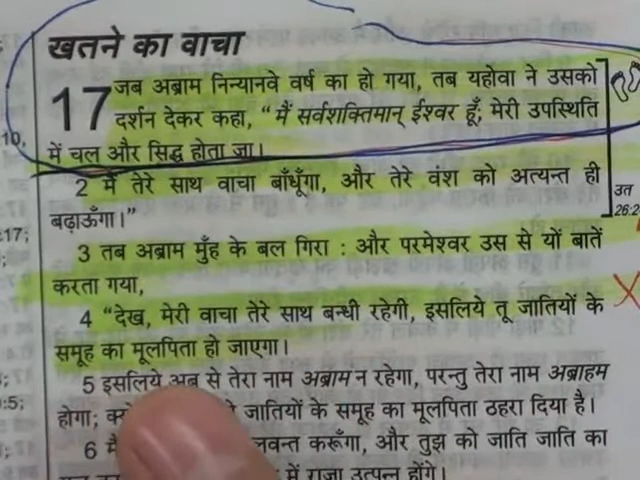 खतने का वाचा
17 जब अब्राम निन्यानवे वर्ष का हो गया, तब यहोवा ने उसको
दर्शन देकर कहा, “मैं सर्वशक्तिमान् ईश्वर हूँ; मेरी उपस्थिति
10,
में चल और सिद्ध होता जा।
2 मैं तेरे साथ वाचा बाँधूँगा, और तेरे वंश को अत्यन्त ही
उत
बढ़ाऊँगा।”
26:2
17;
3 तब अब्राम मुँह के बल गिरा : और परमेश्वर उस से यों बातें
करता गया,
4 “देख, मेरी वाचा तेरे साथ बन्धी रहेगी, इसलिये तू जातियों के
समूह का मूलपिता हो जाएगा।
5 इसलिये अब से तेरा नाम अब्राम न रहेगा, परन्तु तेरा नाम अब्राहम
:5;
होगा; जातियों के समूह का मूलपिता ठहरा दिया है।
6 करूँगा, और तुझ को जाति जाति का
में राजा उत्पन्न होंगे।